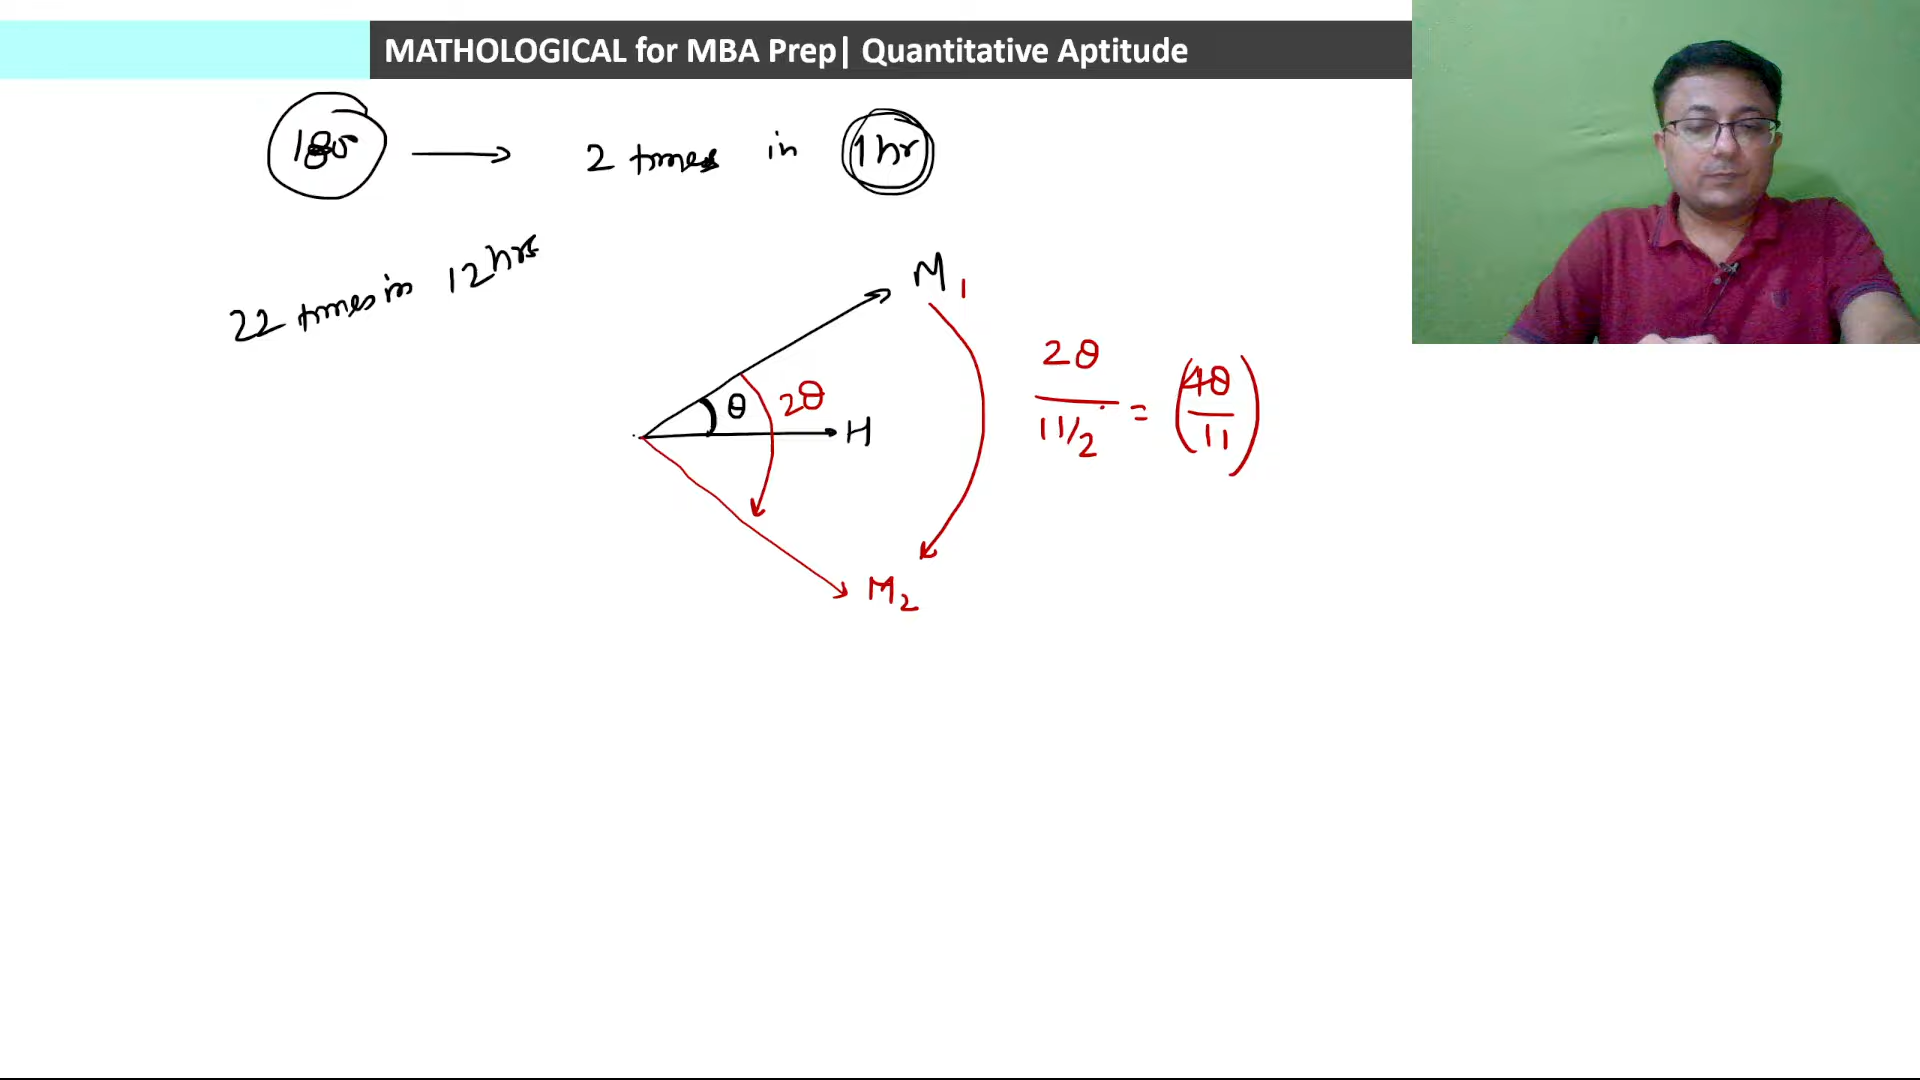 MATHOLOGICAL for MBA Prep| Quantitative Aptitude
180 → 2 times in 1 hr
22 times in 12 hrs
M1
θ 2θ H
2θ
11/2 = (4θ/11)
M2